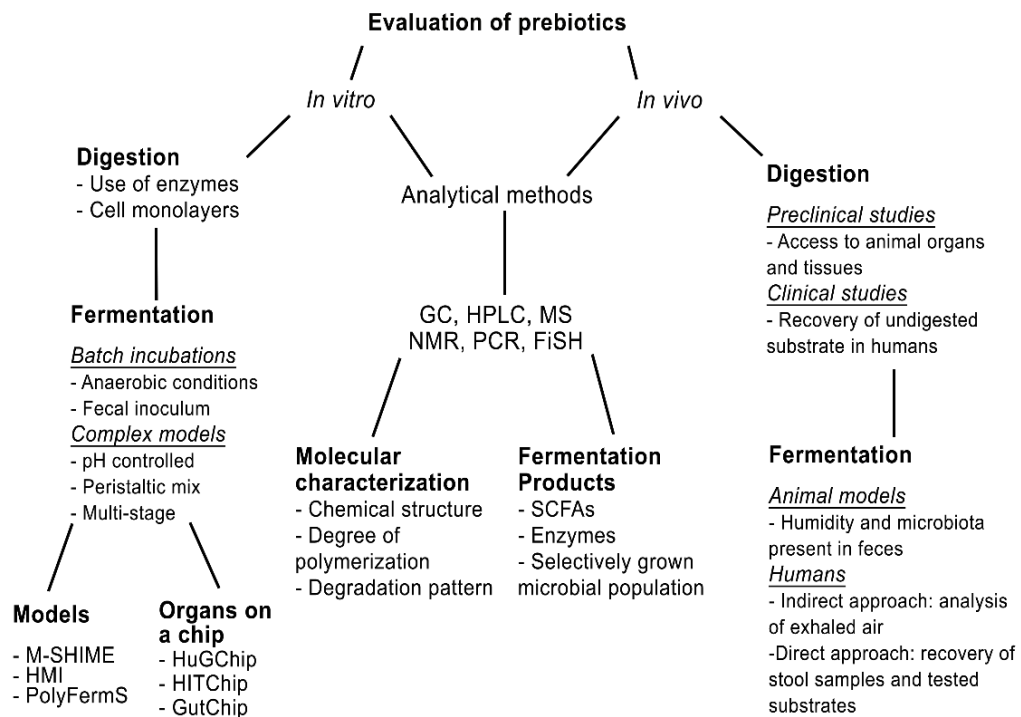 Evaluation of prebiotics
In vitro
In vivo
Digestion
- Use of enzymes
- Cell monolayers
Fermentation
Batch incubations
- Anaerobic conditions
- Fecal inoculum
Complex models
- pH controlled
- Peristaltic mix
- Multi-stage
Models
- M-SHIME
- HMI
- PolyFermS
Organs on
a chip
- HuGChip
- HITChip
- GutChip
Analytical methods
GC, HPLC, MS
NMR, PCR, FiSH
Molecular
characterization
- Chemical structure
- Degree of
polymerization
- Degradation pattern
Fermentation
Products
- SCFAs
- Enzymes
- Selectively grown
microbial population
Digestion
Preclinical studies
- Access to animal organs
and tissues
Clinical studies
- Recovery of undigested
substrate in humans
Fermentation
Animal models
- Humidity and microbiota
present in feces
Humans
- Indirect approach: analysis
of exhaled air
-Direct approach: recovery of
stool samples and tested
substrates